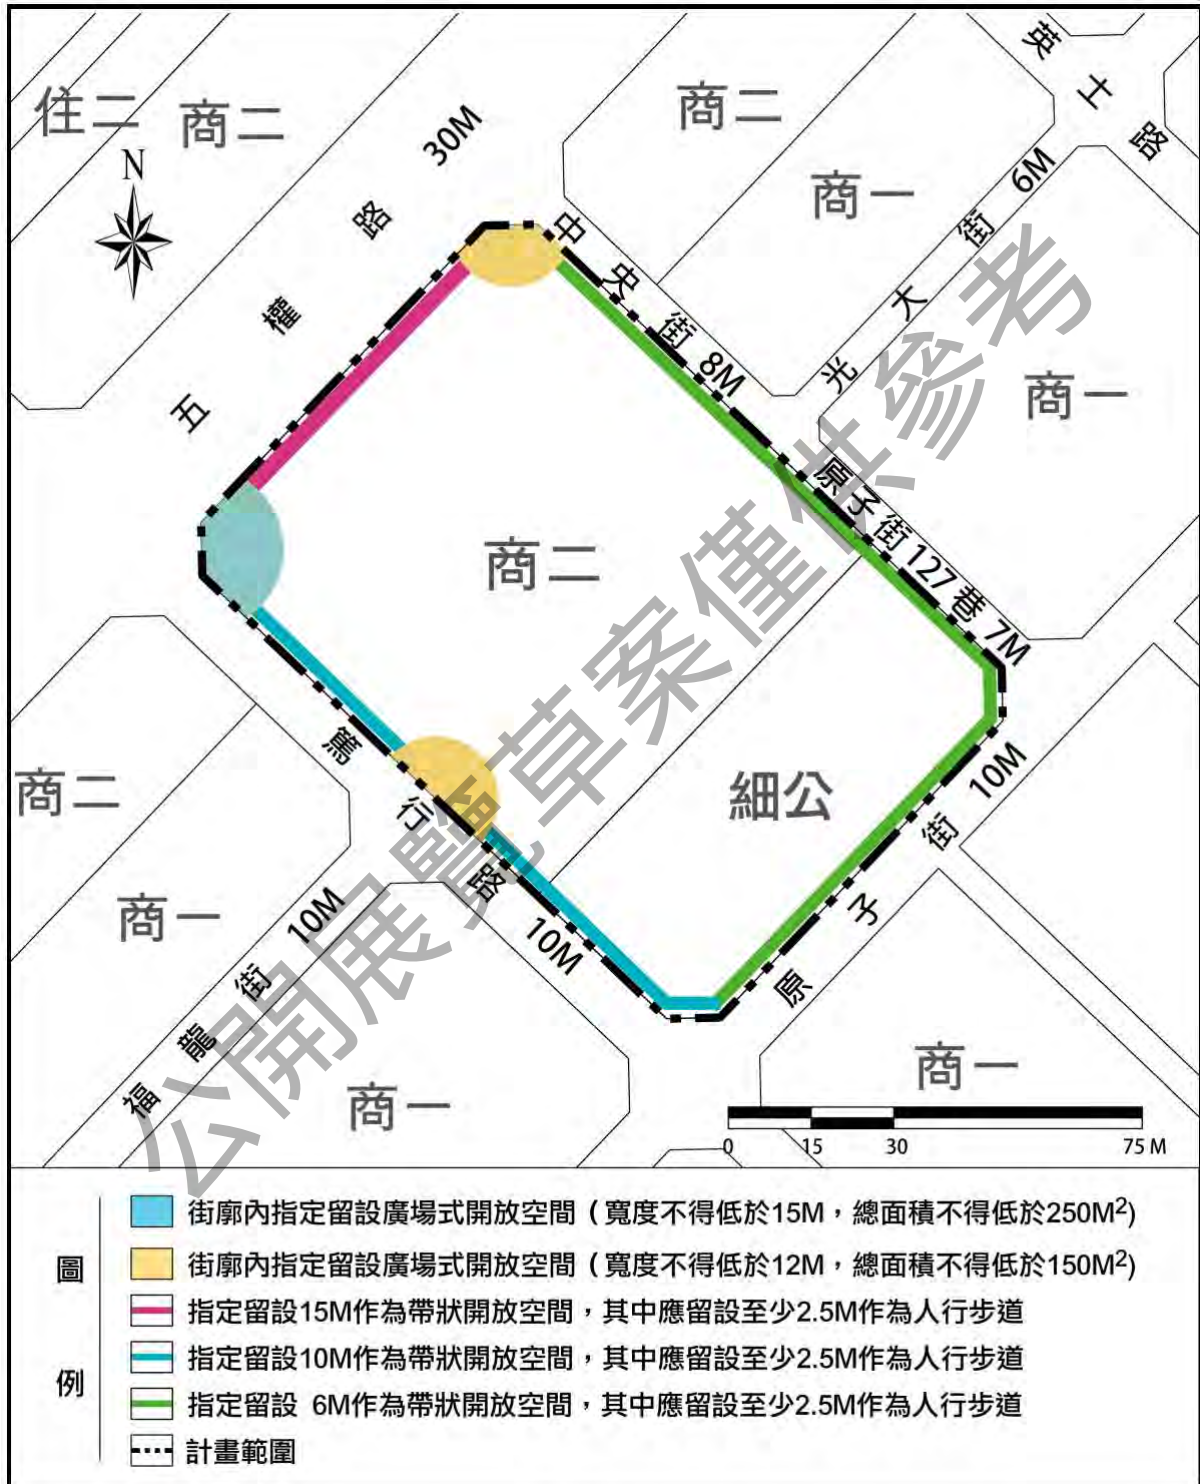 英士路
住二
商二
商二
30M
N
商一
6M
光大街
五權路
中央街 8M
商一
原子街127巷 7M
商二
商二
篤行路
10M
細公
原子街
10M
商一
福龍街
10M
商一
商一
0 15 30 75 M
公開展覽草案僅供參考
圖例
街廓內指定留設廣場式開放空間（寬度不得低於15M，總面積不得低於250M²)
街廓內指定留設廣場式開放空間（寬度不得低於12M，總面積不得低於150M²)
指定留設15M作為帶狀開放空間，其中應留設至少2.5M作為人行步道
指定留設10M作為帶狀開放空間，其中應留設至少2.5M作為人行步道
指定留設 6M作為帶狀開放空間，其中應留設至少2.5M作為人行步道
計畫範圍